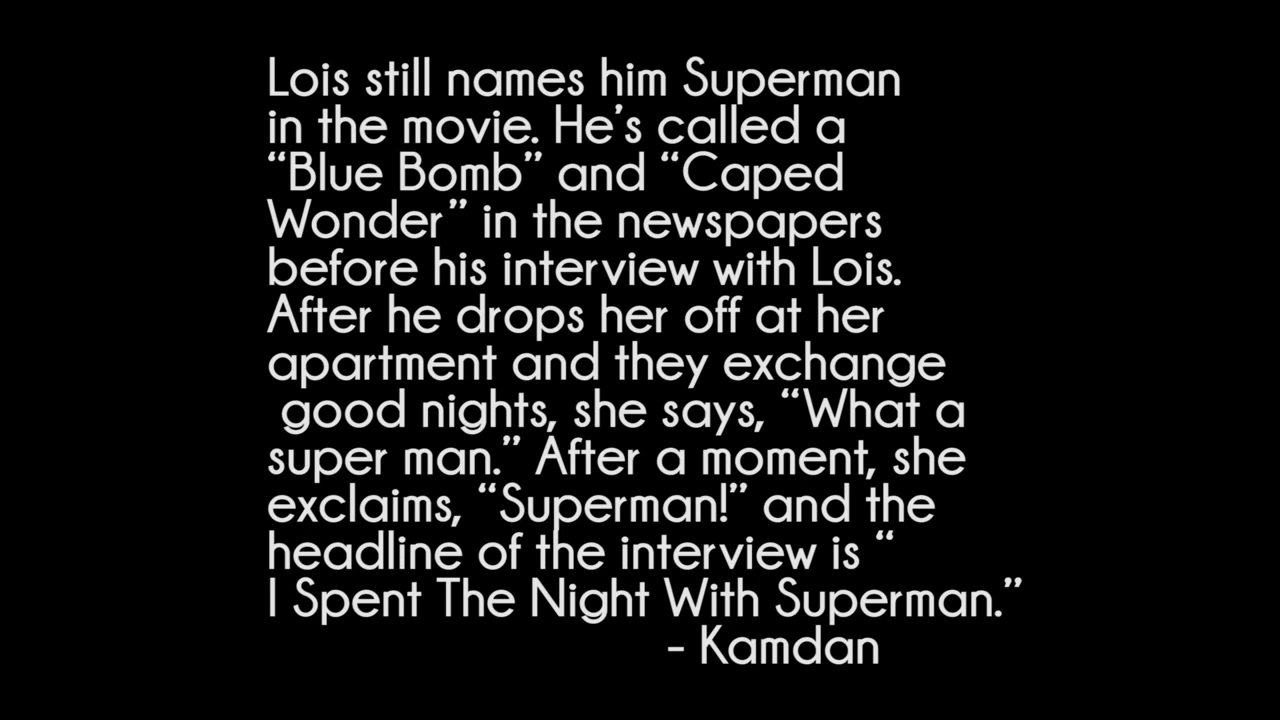 Lois still names him Superman
in the movie. He’s called a
“Blue Bomb” and “Caped
Wonder” in the newspapers
before his interview with Lois.
After he drops her off at her
apartment and they exchange
good nights, she says, “What a
super man.” After a moment, she
exclaims, “Superman!” and the
headline of the interview is “
I Spent The Night With Superman.”
- Kamdan